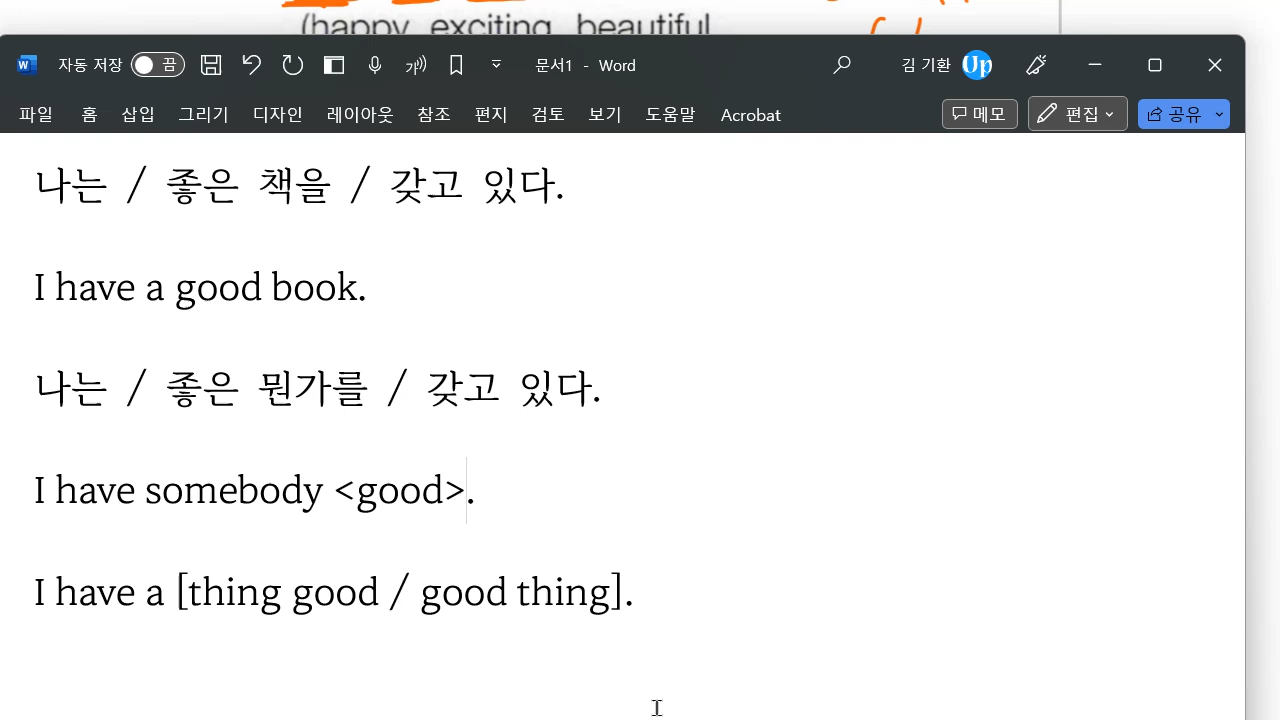 (happy exciting beautiful
자동 저장 끔 가 문서1 - Word 김 기환 Up
파일 홈 삽입 그리기 디자인 레이아웃 참조 편지 검토 보기 도움말 Acrobat 메모 편집 공유
나는 / 좋은 책을 / 갖고 있다.
I have a good book.
나는 / 좋은 뭔가를 / 갖고 있다.
I have somebody <good>.
I have a [thing good / good thing].